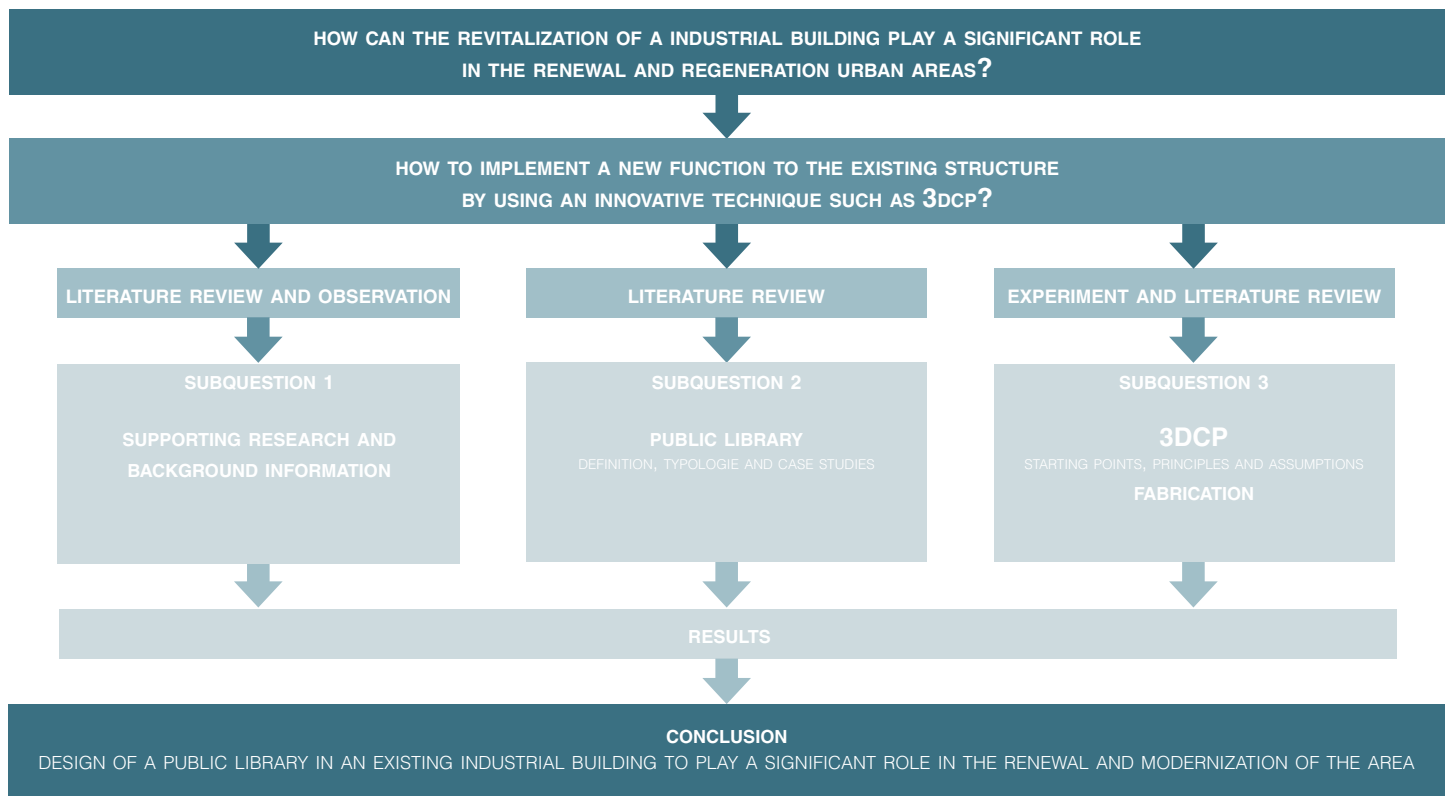 HOW CAN THE REVITALIZATION OF A INDUSTRIAL BUILDING PLAY A SIGNIFICANT ROLE
IN THE RENEWAL AND REGENERATION URBAN AREAS?
HOW TO IMPLEMENT A NEW FUNCTION TO THE EXISTING STRUCTURE
BY USING AN INNOVATIVE TECHNIQUE SUCH AS 3DCP?
LITERATURE REVIEW AND OBSERVATION
LITERATURE REVIEW
EXPERIMENT AND LITERATURE REVIEW
SUBQUESTION 1
SUPPORTING RESEARCH AND
BACKGROUND INFORMATION
SUBQUESTION 2
PUBLIC LIBRARY
DEFINITION, TYPOLOGIE AND CASE STUDIES
SUBQUESTION 3
3DCP
STARTING POINTS, PRINCIPLES AND ASSUMPTIONS
FABRICATION
RESULTS
CONCLUSION
DESIGN OF A PUBLIC LIBRARY IN AN EXISTING INDUSTRIAL BUILDING TO PLAY A SIGNIFICANT ROLE IN THE RENEWAL AND MODERNIZATION OF THE AREA